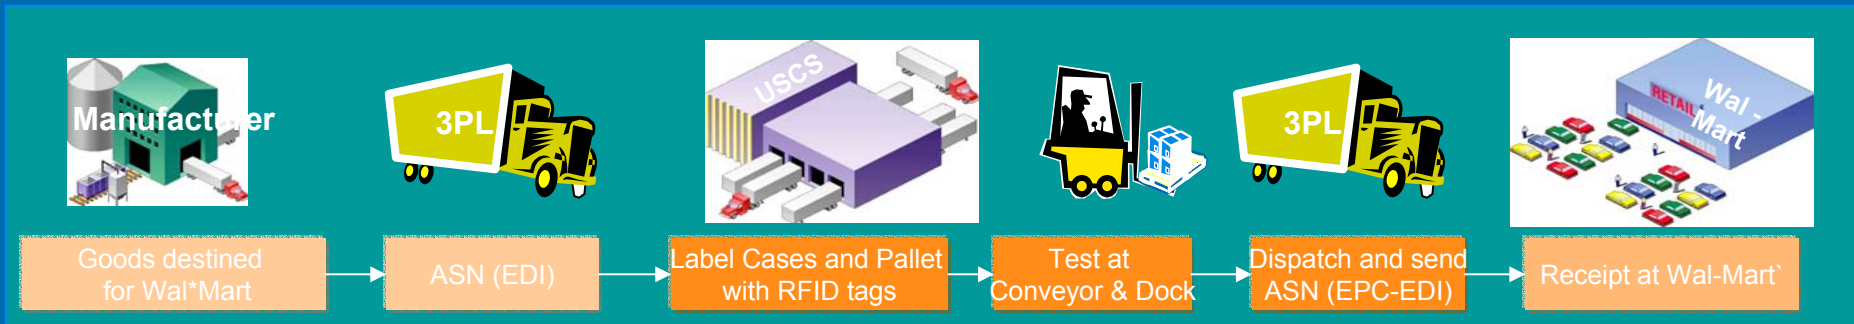 Manufacturer
3PL
USCS
3PL
RETAIL
Wal -
Mart
Goods destined
for Wal*Mart
ASN (EDI)
Label Cases and Pallet
with RFID tags
Test at
Conveyor & Dock
Dispatch and send
ASN (EPC-EDI)
Receipt at Wal-Mart`